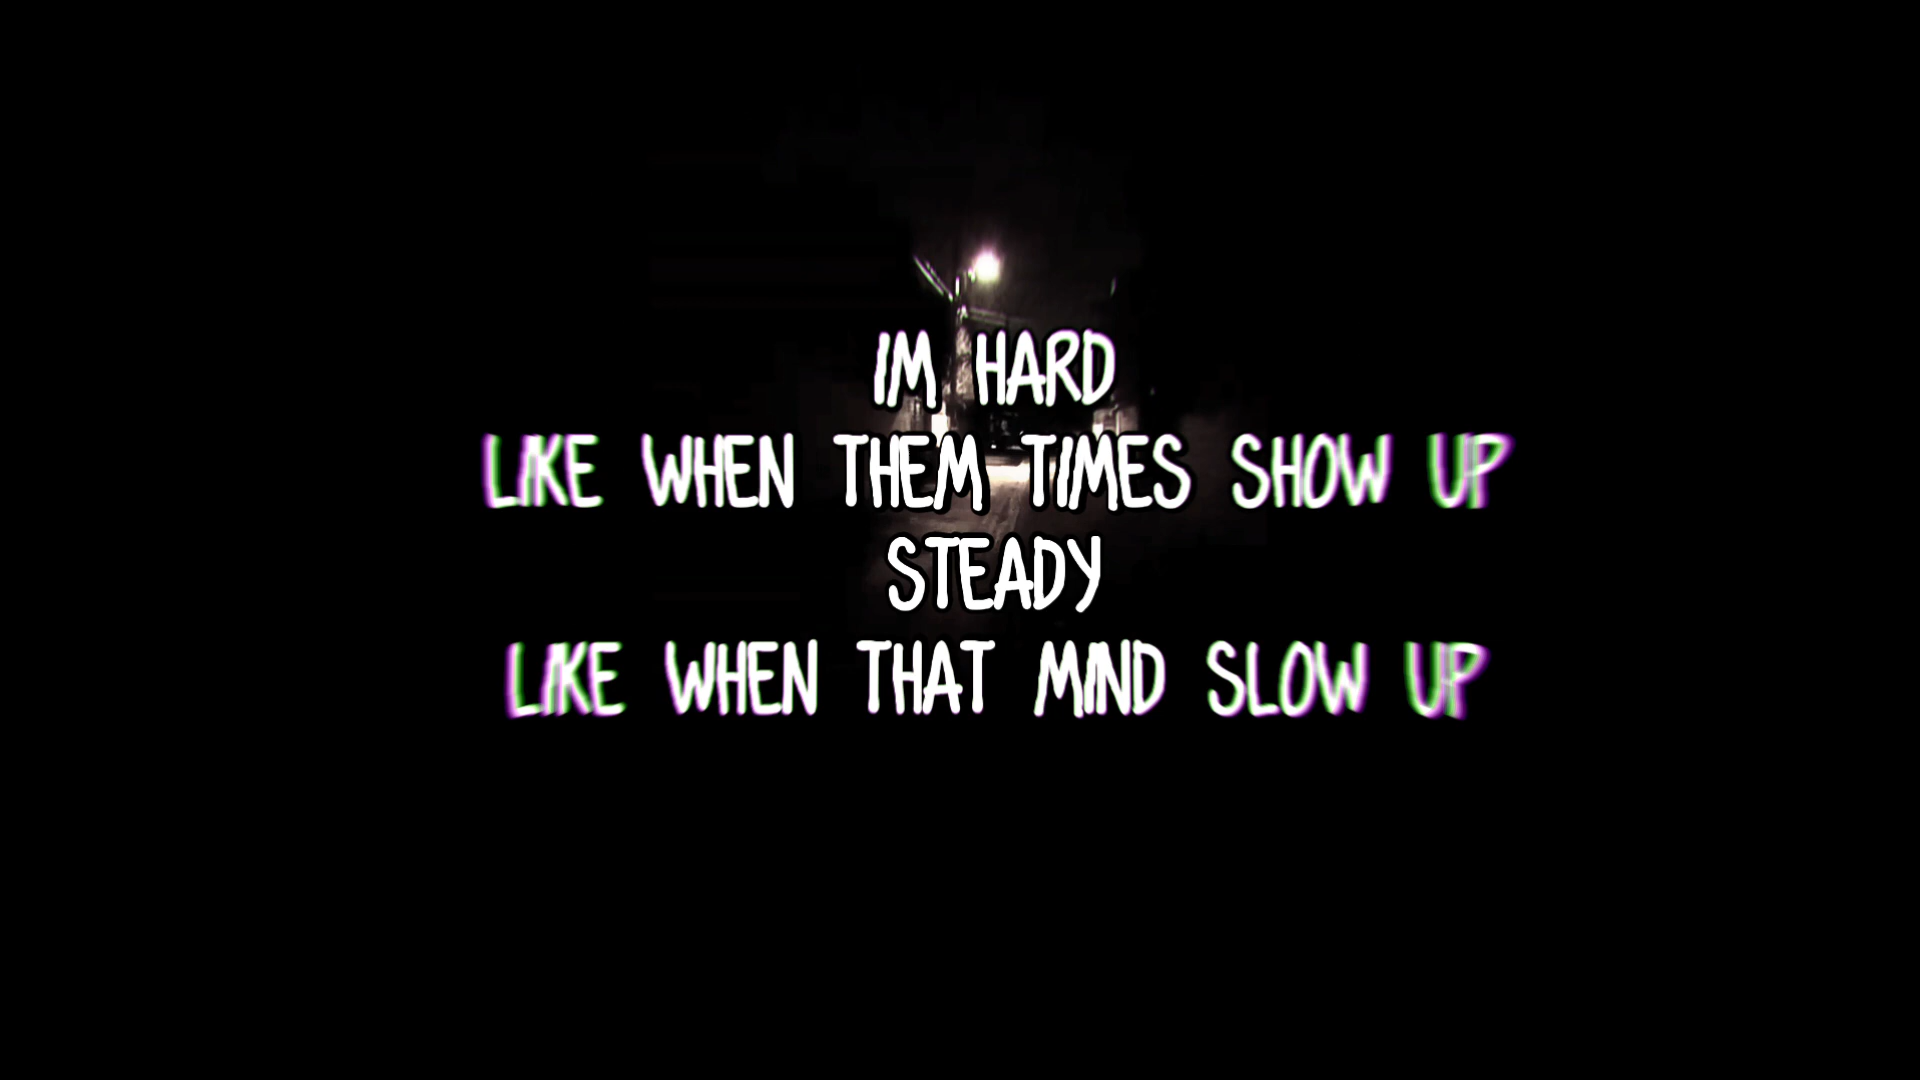 IM HARD
LIKE WHEN THEM TIMES SHOW UP
STEADY
LIKE WHEN THAT MIND SLOW UP